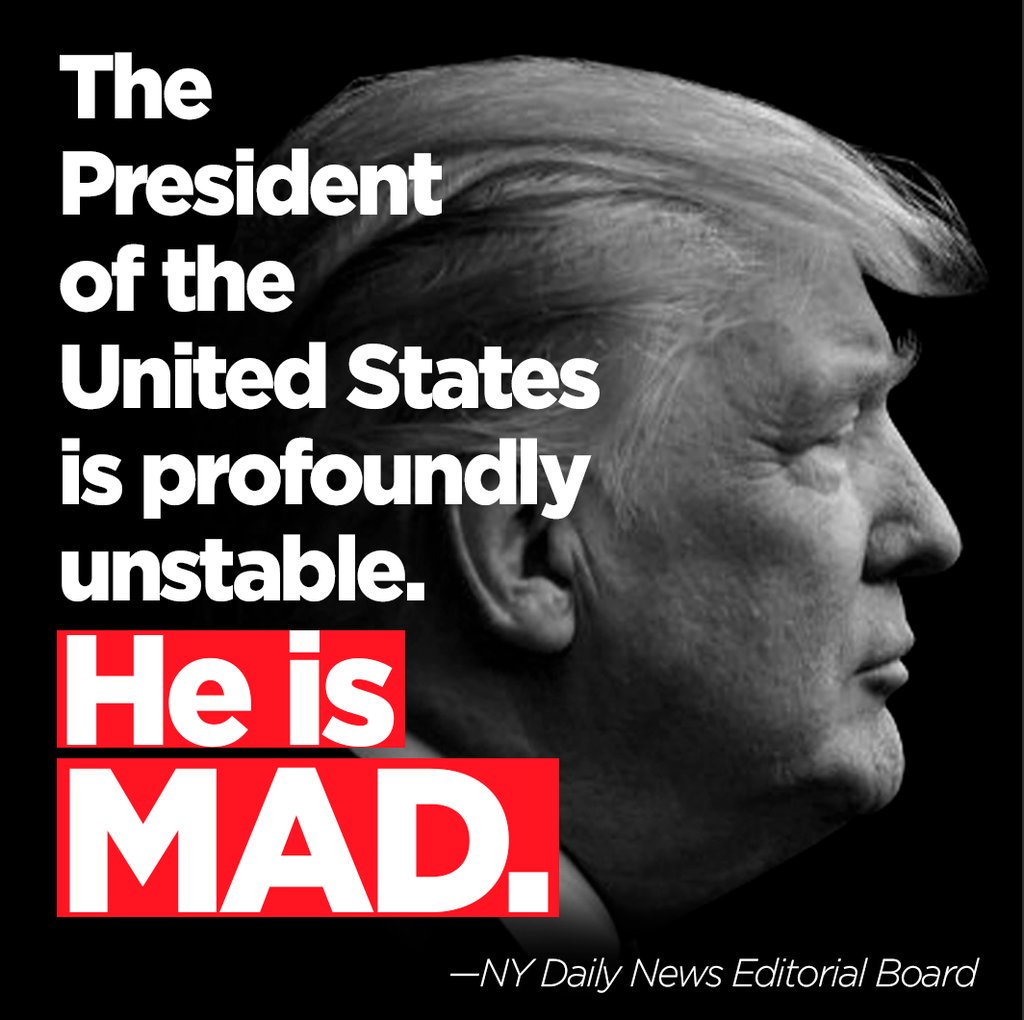 The
President
of the
United States
is profoundly
unstable.
He is
MAD.
—NY Daily News Editorial Board